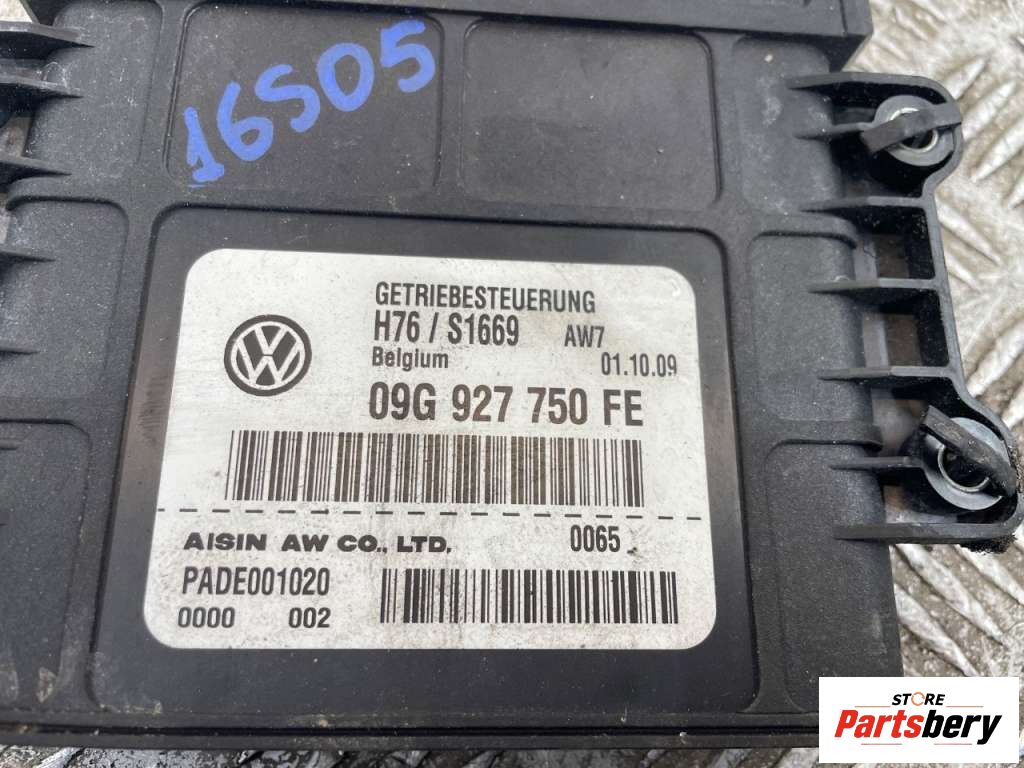 16S05
GETRIEBESTEUERUNG
H76 / S1669 AW7
Belgium 01.10.09
09G 927 750 FE
AISIN AW CO., LTD. 0065
PADE001020
0000 002
STORE
Partsbery